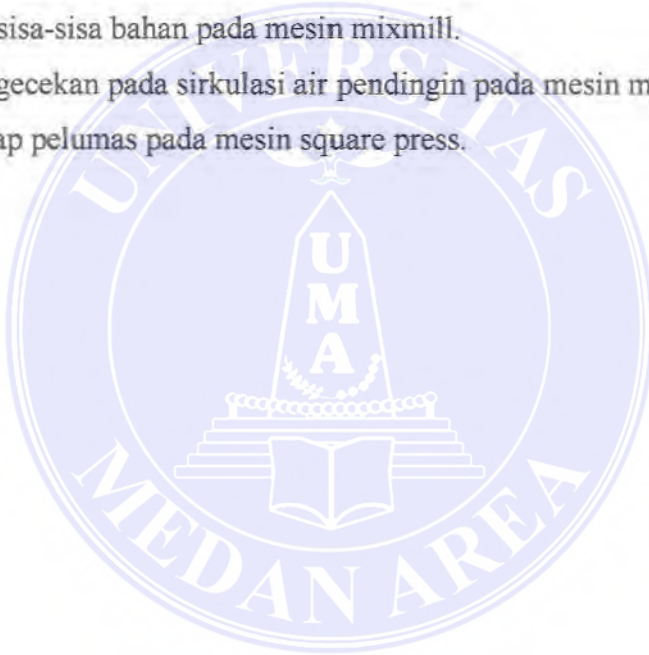 sisa-sisa bahan pada mesin mixmill.
gecekan pada sirkulasi air pendingin pada mesin m
ap pelumas pada mesin square press.
UNIVERSITAS
U
M
A
MEDAN AREA